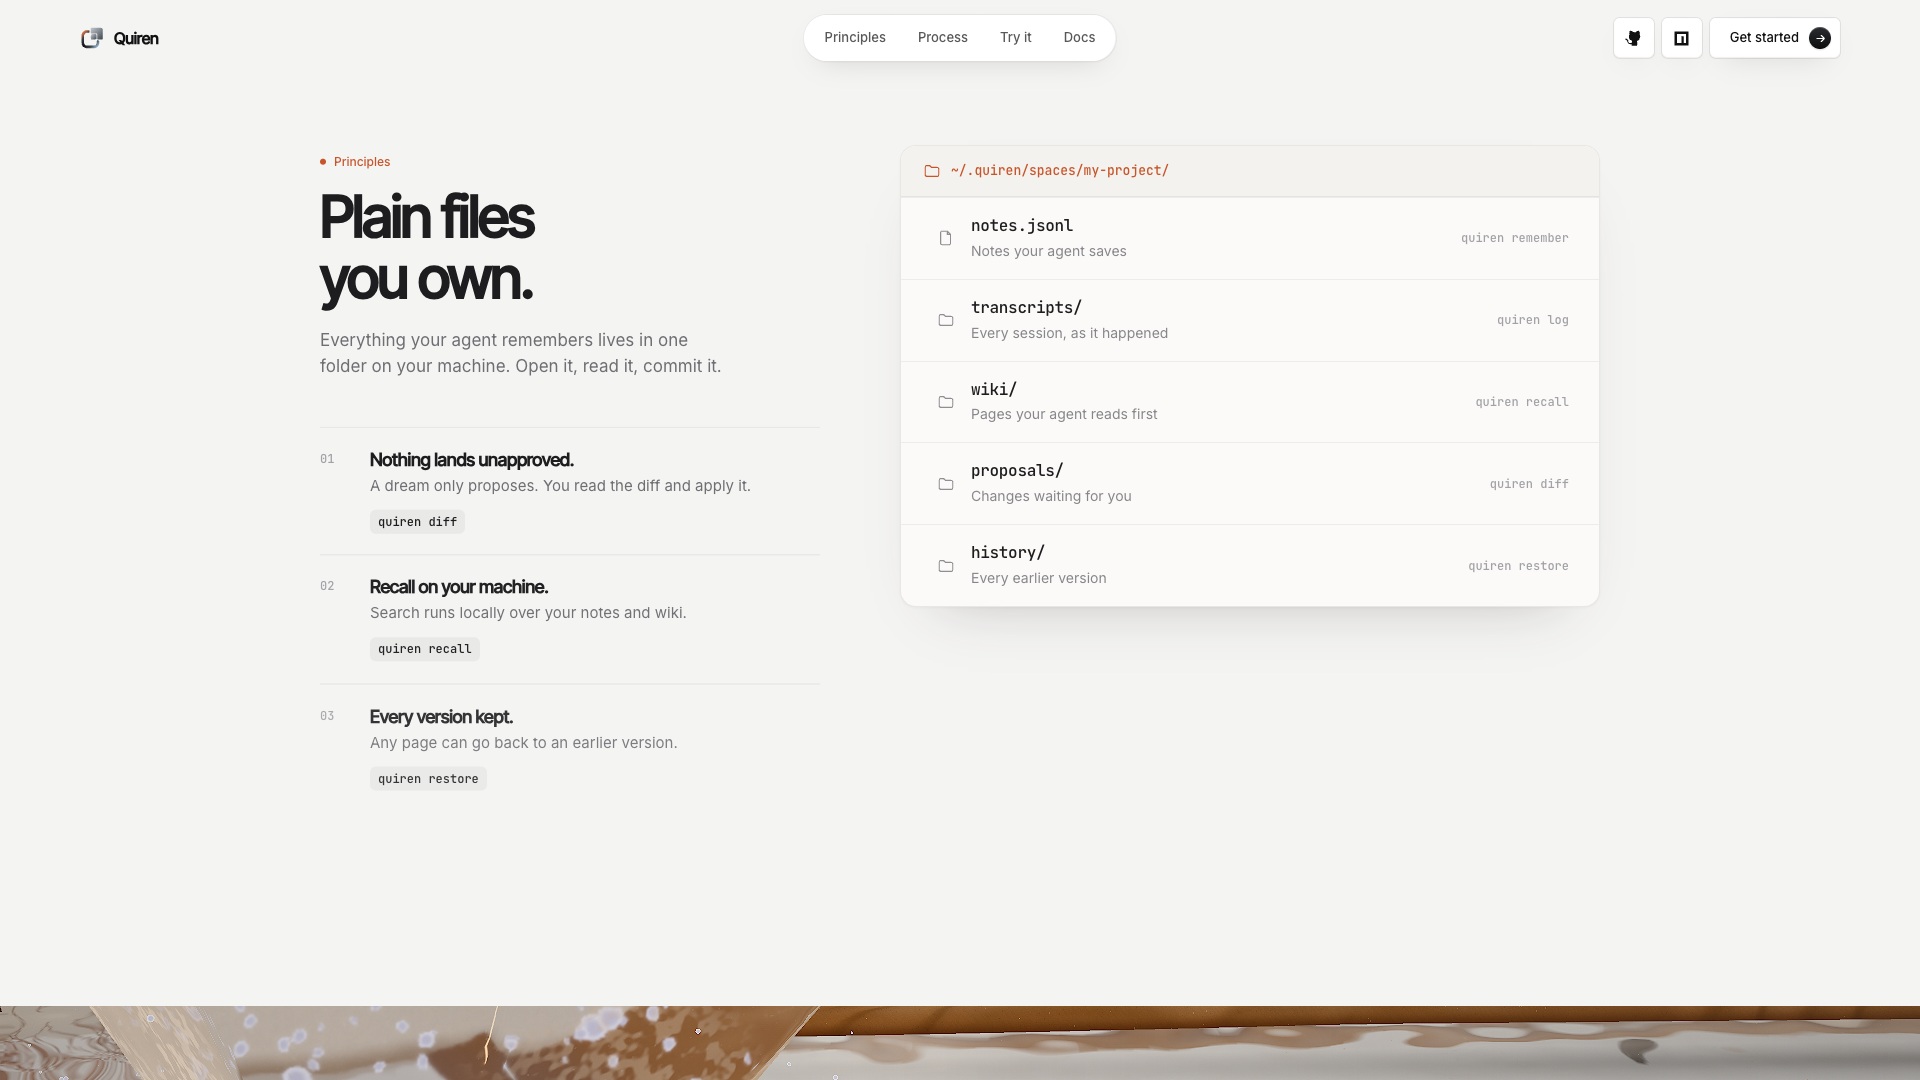 Quiren
Principles
Process
Try it
Docs
Get started
Principles
Plain files
you own.
Everything your agent remembers lives in one
folder on your machine. Open it, read it, commit it.
01
Nothing lands unapproved.
A dream only proposes. You read the diff and apply it.
quiren diff
02
Recall on your machine.
Search runs locally over your notes and wiki.
quiren recall
03
Every version kept.
Any page can go back to an earlier version.
quiren restore
~/.quiren/spaces/my-project/
notes.jsonl
Notes your agent saves
quiren remember
transcripts/
Every session, as it happened
quiren log
wiki/
Pages your agent reads first
quiren recall
proposals/
Changes waiting for you
quiren diff
history/
Every earlier version
quiren restore